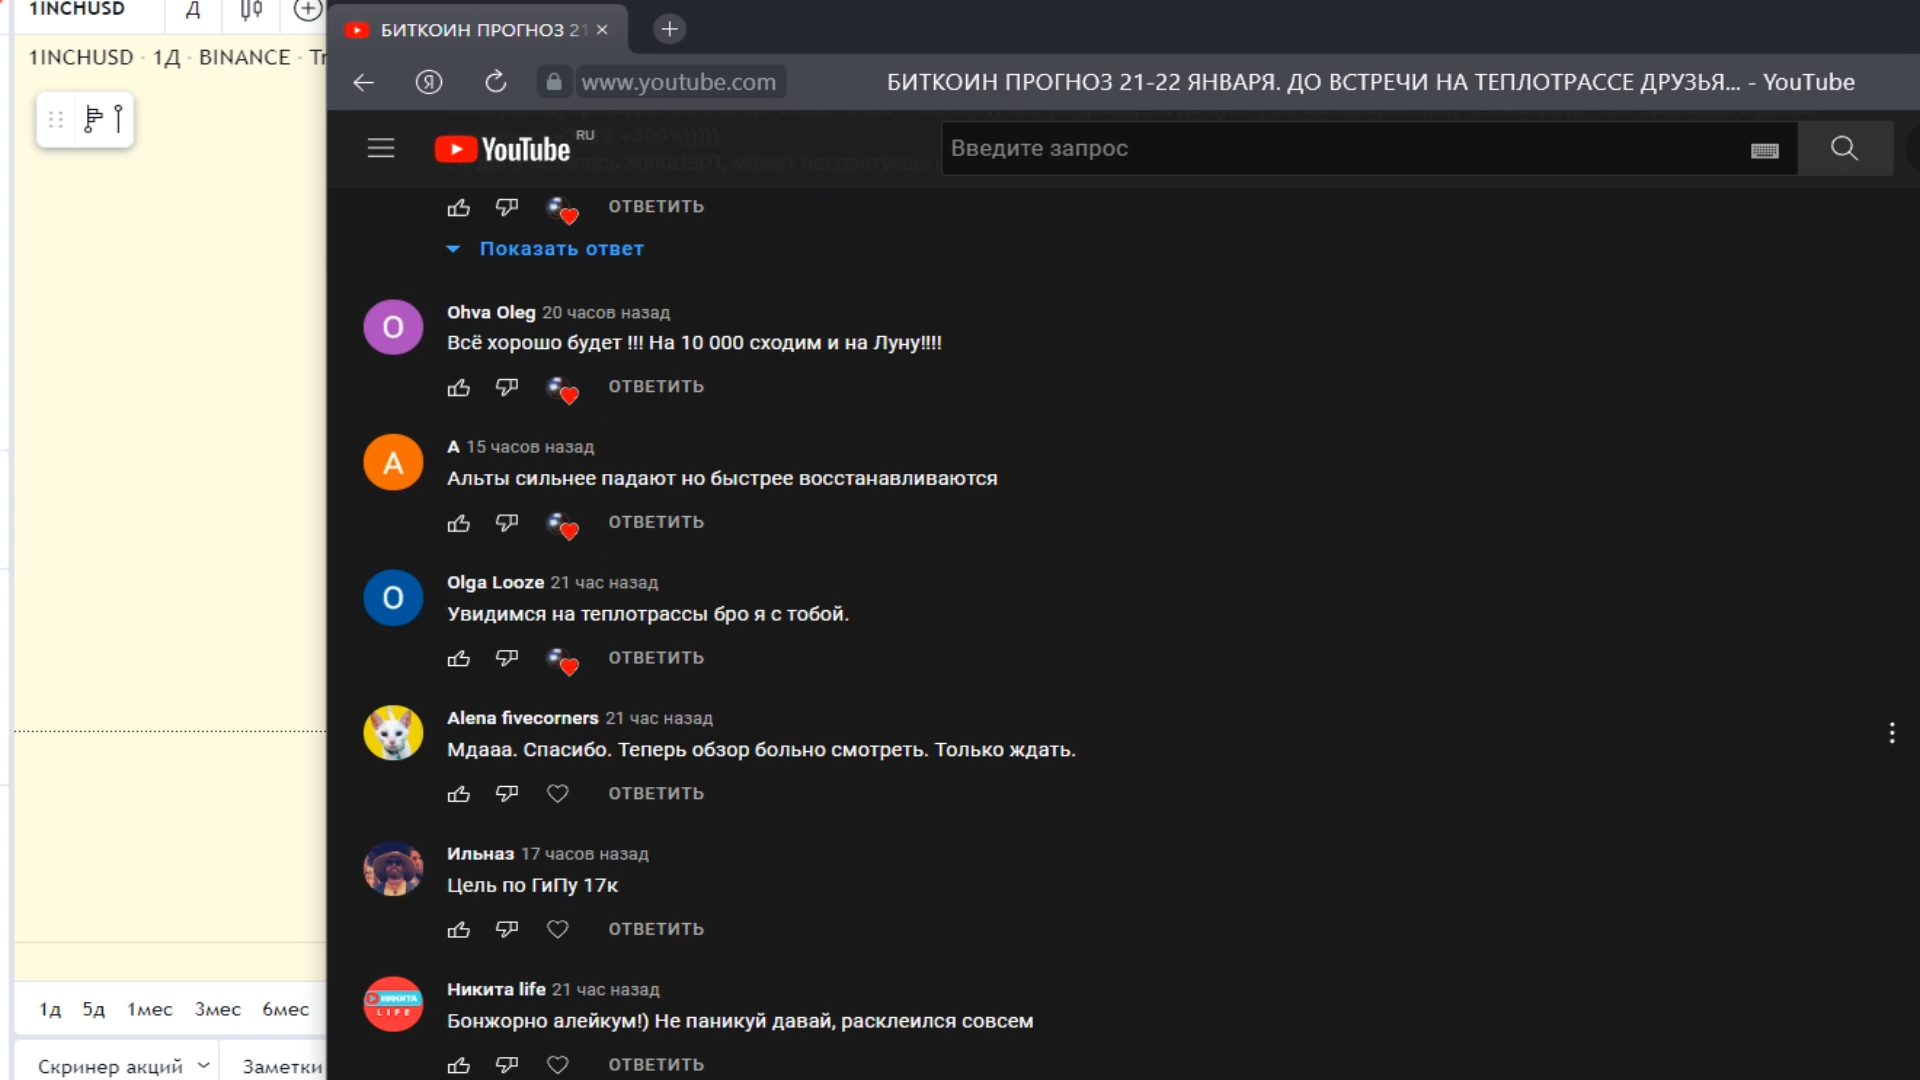 1INCHUSD
Д
1INCHUSD · 1Д · BINANCE ·
БИТКОИН ПРОГНОЗ 21
www.youtube.com
БИТКОИН ПРОГНОЗ 21-22 ЯНВАРЯ. ДО ВСТРЕЧИ НА ТЕПЛОТРАССЕ ДРУЗЬЯ... - YouTube
YouTube
RU
Введите запрос
ОТВЕТИТЬ
Показать ответ
O
Ohva Oleg 20 часов назад
Всё хорошо будет !!! На 10 000 сходим и на Луну!!!!
ОТВЕТИТЬ
A
А 15 часов назад
Альты сильнее падают но быстрее восстанавливаются
ОТВЕТИТЬ
O
Olga Looze 21 час назад
Увидимся на теплотрассы бро я с тобой.
ОТВЕТИТЬ
Alena fivecorners 21 час назад
Мдааа. Спасибо. Теперь обзор больно смотреть. Только ждать.
ОТВЕТИТЬ
Ильназ 17 часов назад
Цель по ГиПу 17к
ОТВЕТИТЬ
НИКИТА
LIFE
Никита life 21 час назад
Бонжорно алейкум!) Не паникуй давай, расклеился совсем
ОТВЕТИТЬ
1д 5д 1мес 3мес 6мес
Скринер акций Заметки